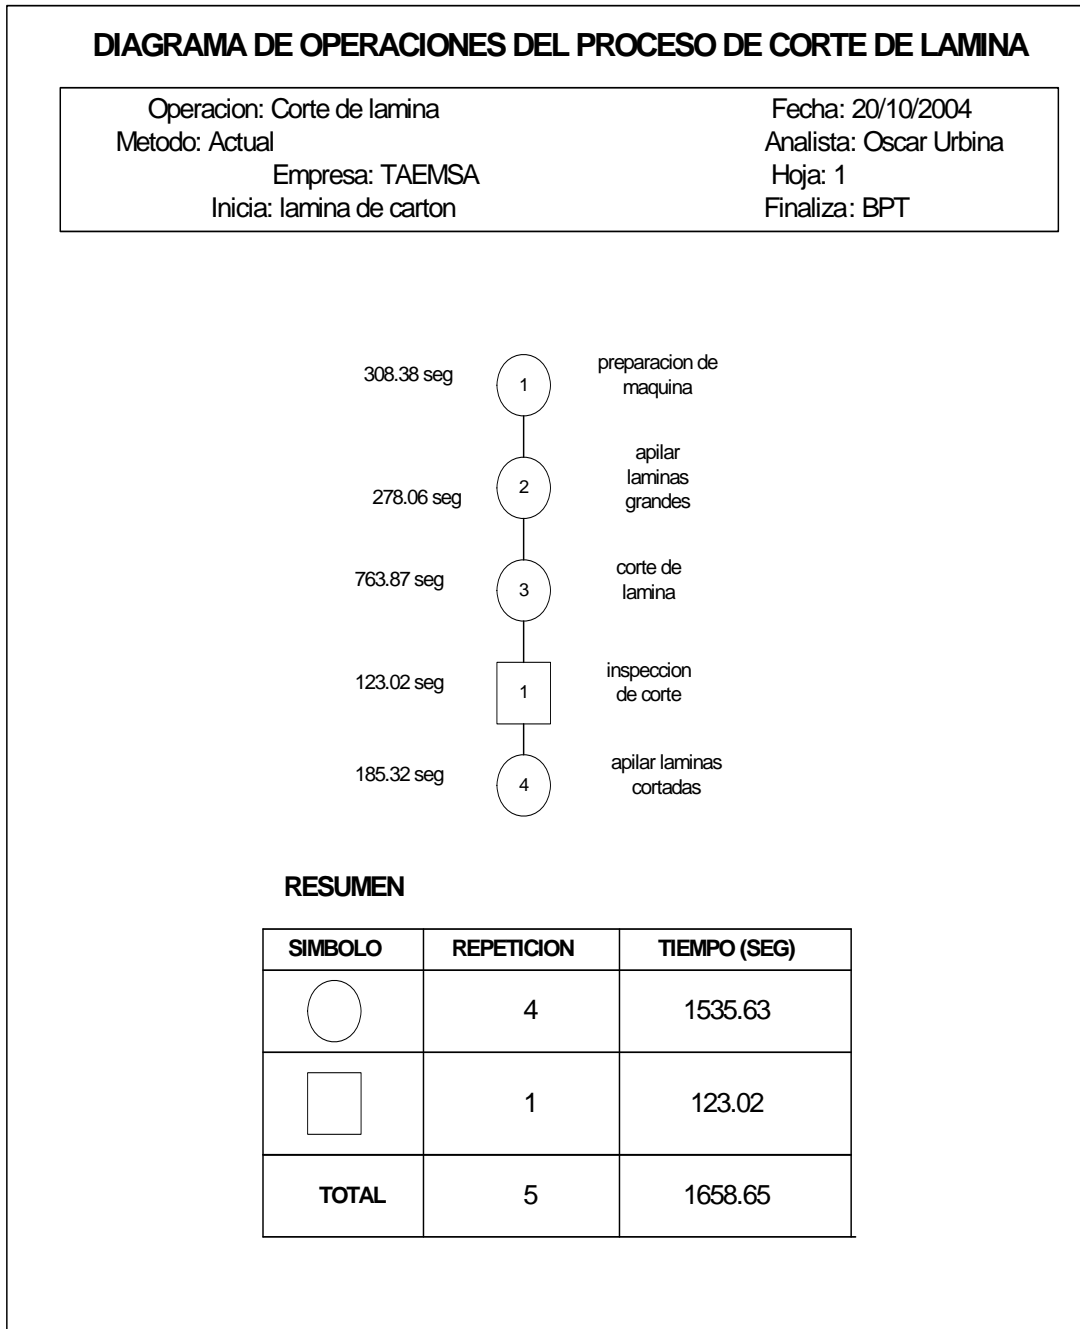 DIAGRAMA DE OPERACIONES DEL PROCESO DE CORTE DE LAMINA
Operacion: Corte de lamina Fecha: 20/10/2004
Metodo: Actual Analista: Oscar Urbina
Empresa: TAEMSA Hoja: 1
Inicia: lamina de carton Finaliza: BPT
308.38 seg 1 preparacion de
maquina
278.06 seg 2 apilar
laminas
grandes
763.87 seg 3 corte de
lamina
123.02 seg 1 inspeccion
de corte
185.32 seg 4 apilar laminas
cortadas
RESUMEN
SIMBOLO REPETICION TIEMPO (SEG)
4 1535.63
1 123.02
TOTAL 5 1658.65